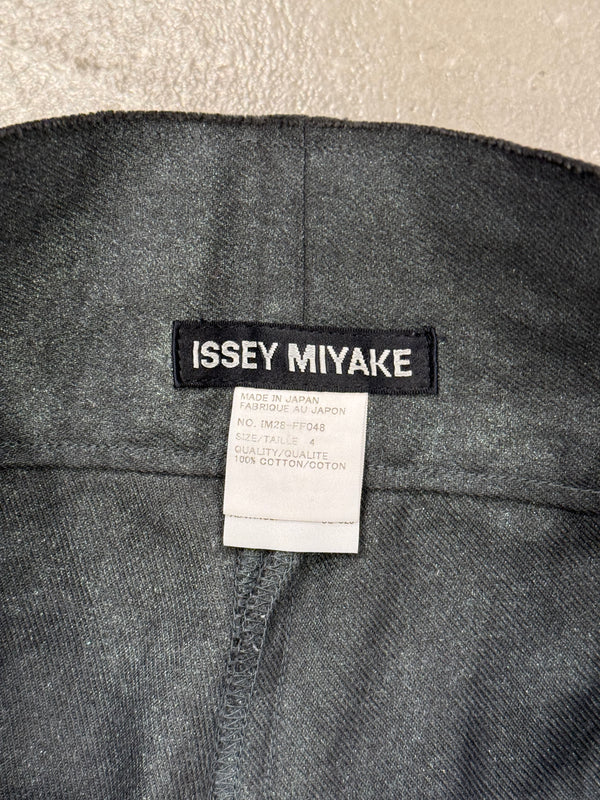 ISSEY MIYAKE
MADE IN JAPAN
FABRIQUE AU JAPON
NO. IM28-FF048
SIZE/TAILLE 4
QUALITY/QUALITE
100% COTTON/COTON